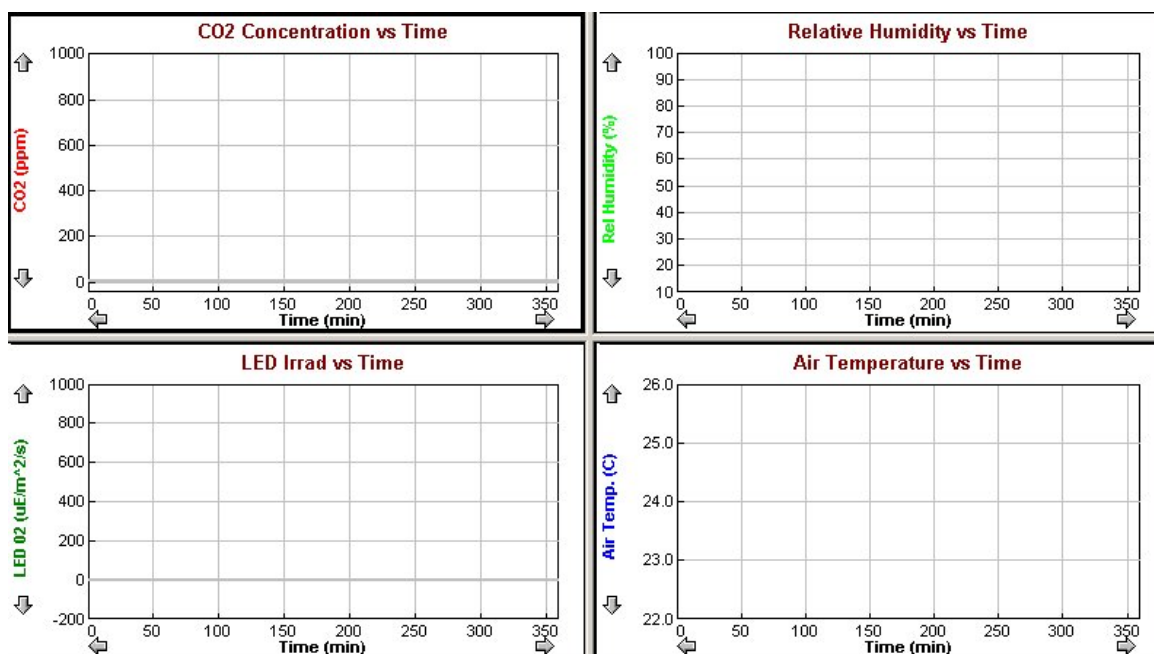 CO2 Concentration vs Time
CO2 (ppm)
1000
800
600
400
200
0
0 50 100 150 200 250 300 350
Time (min)
Relative Humidity vs Time
Rel Humidity (%)
100
90
80
70
60
50
40
30
20
10
0 50 100 150 200 250 300 350
Time (min)
LED Irrad vs Time
LED 02 (uE/m^2/s)
1000
800
600
400
200
0
-200
0 50 100 150 200 250 300 350
Time (min)
Air Temperature vs Time
Air Temp. (C)
26.0
25.0
24.0
23.0
22.0
0 50 100 150 200 250 300 350
Time (min)